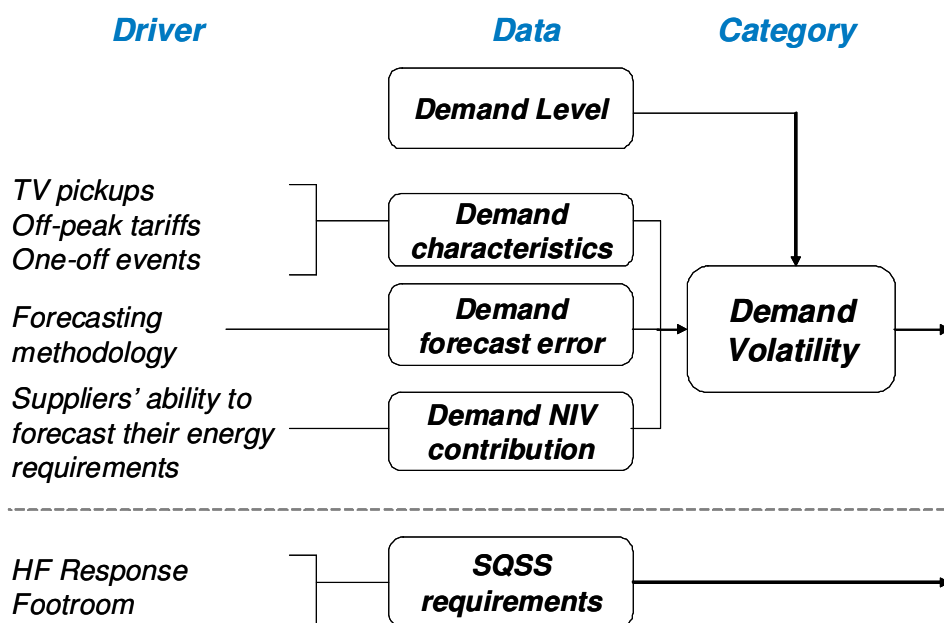 Driver
Data
Category
Demand Level
TV pickups
Off-peak tariffs
One-off events
Demand
characteristics
Forecasting
methodology
Demand
forecast error
Demand
Volatility
Suppliers’ ability to
forecast their energy
requirements
Demand NIV
contribution
HF Response
Footroom
SQSS
requirements